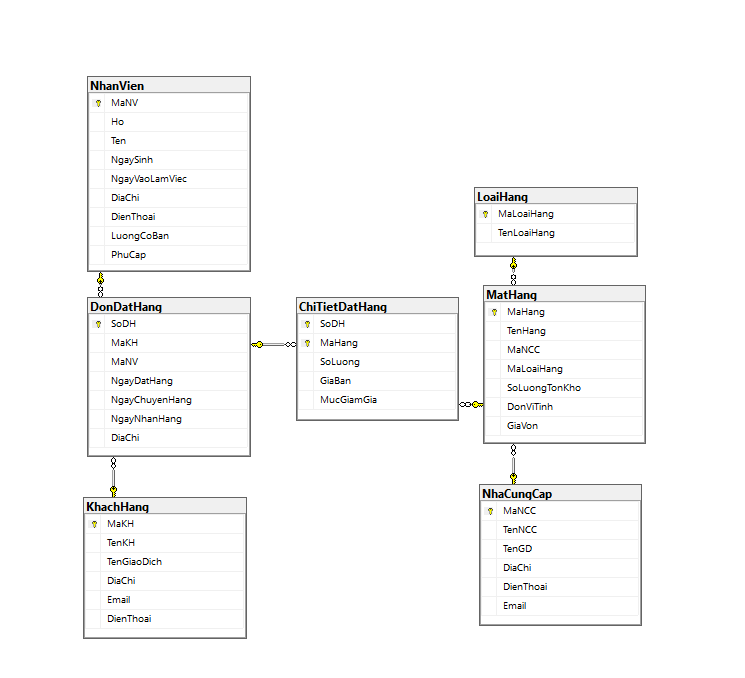 NhanVien
MaNV
Ho
Ten
NgaySinh
NgayVaoLamViec
DiaChi
DienThoai
LuongCoBan
PhuCap
LoaiHang
MaLoaiHang
TenLoaiHang
DonDatHang
SoDH
MaKH
MaNV
NgayDatHang
NgayChuyenHang
NgayNhanHang
DiaChi
ChiTietDatHang
SoDH
MaHang
SoLuong
GiaBan
MucGiamGia
MatHang
MaHang
TenHang
MaNCC
MaLoaiHang
SoLuongTonKho
DonViTinh
GiaVon
KhachHang
MaKH
TenKH
TenGiaoDich
DiaChi
Email
DienThoai
NhaCungCap
MaNCC
TenNCC
TenGD
DiaChi
DienThoai
Email